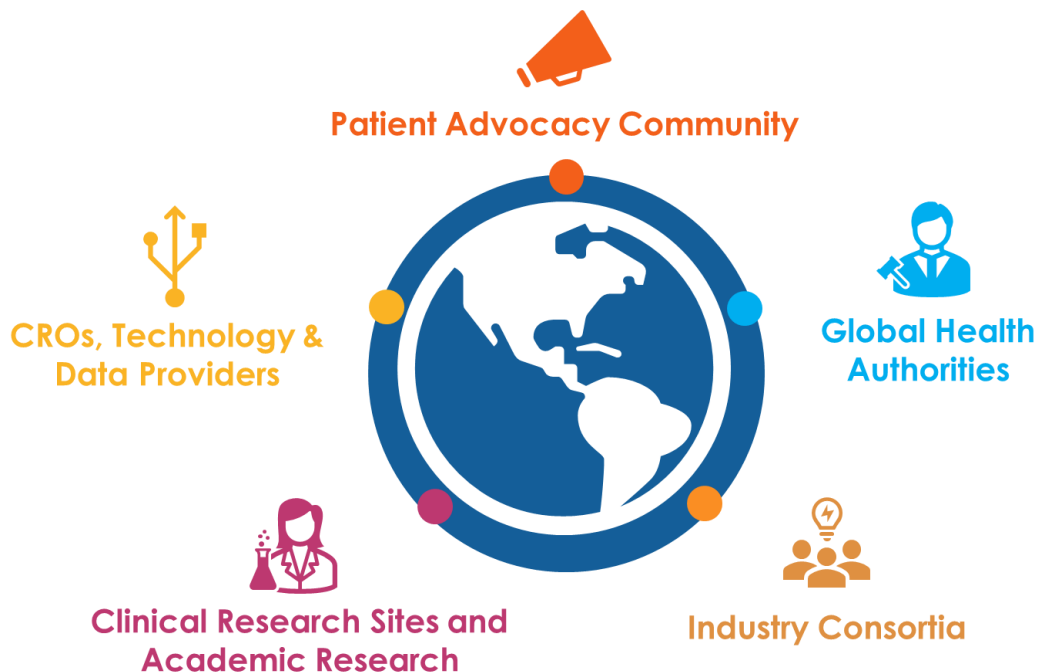 Patient Advocacy Community
CROs, Technology &
Data Providers
Global Health
Authorities
Clinical Research Sites and
Academic Research
Industry Consortia